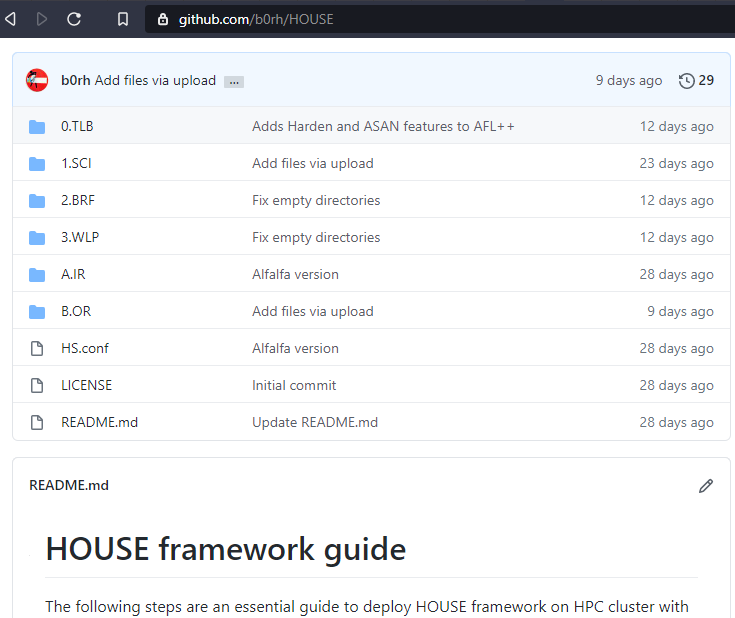 github.com/b0rh/HOUSE
b0rh Add files via upload ... 9 days ago 29
0.TLB Adds Harden and ASAN features to AFL++ 12 days ago
1.SCI Add files via upload 23 days ago
2.BRF Fix empty directories 12 days ago
3.WLP Fix empty directories 12 days ago
A.IR Alfalfa version 28 days ago
B.OR Add files via upload 9 days ago
HS.conf Alfalfa version 28 days ago
LICENSE Initial commit 28 days ago
README.md Update README.md 28 days ago
README.md
HOUSE framework guide
The following steps are an essential guide to deploy HOUSE framework on HPC cluster with